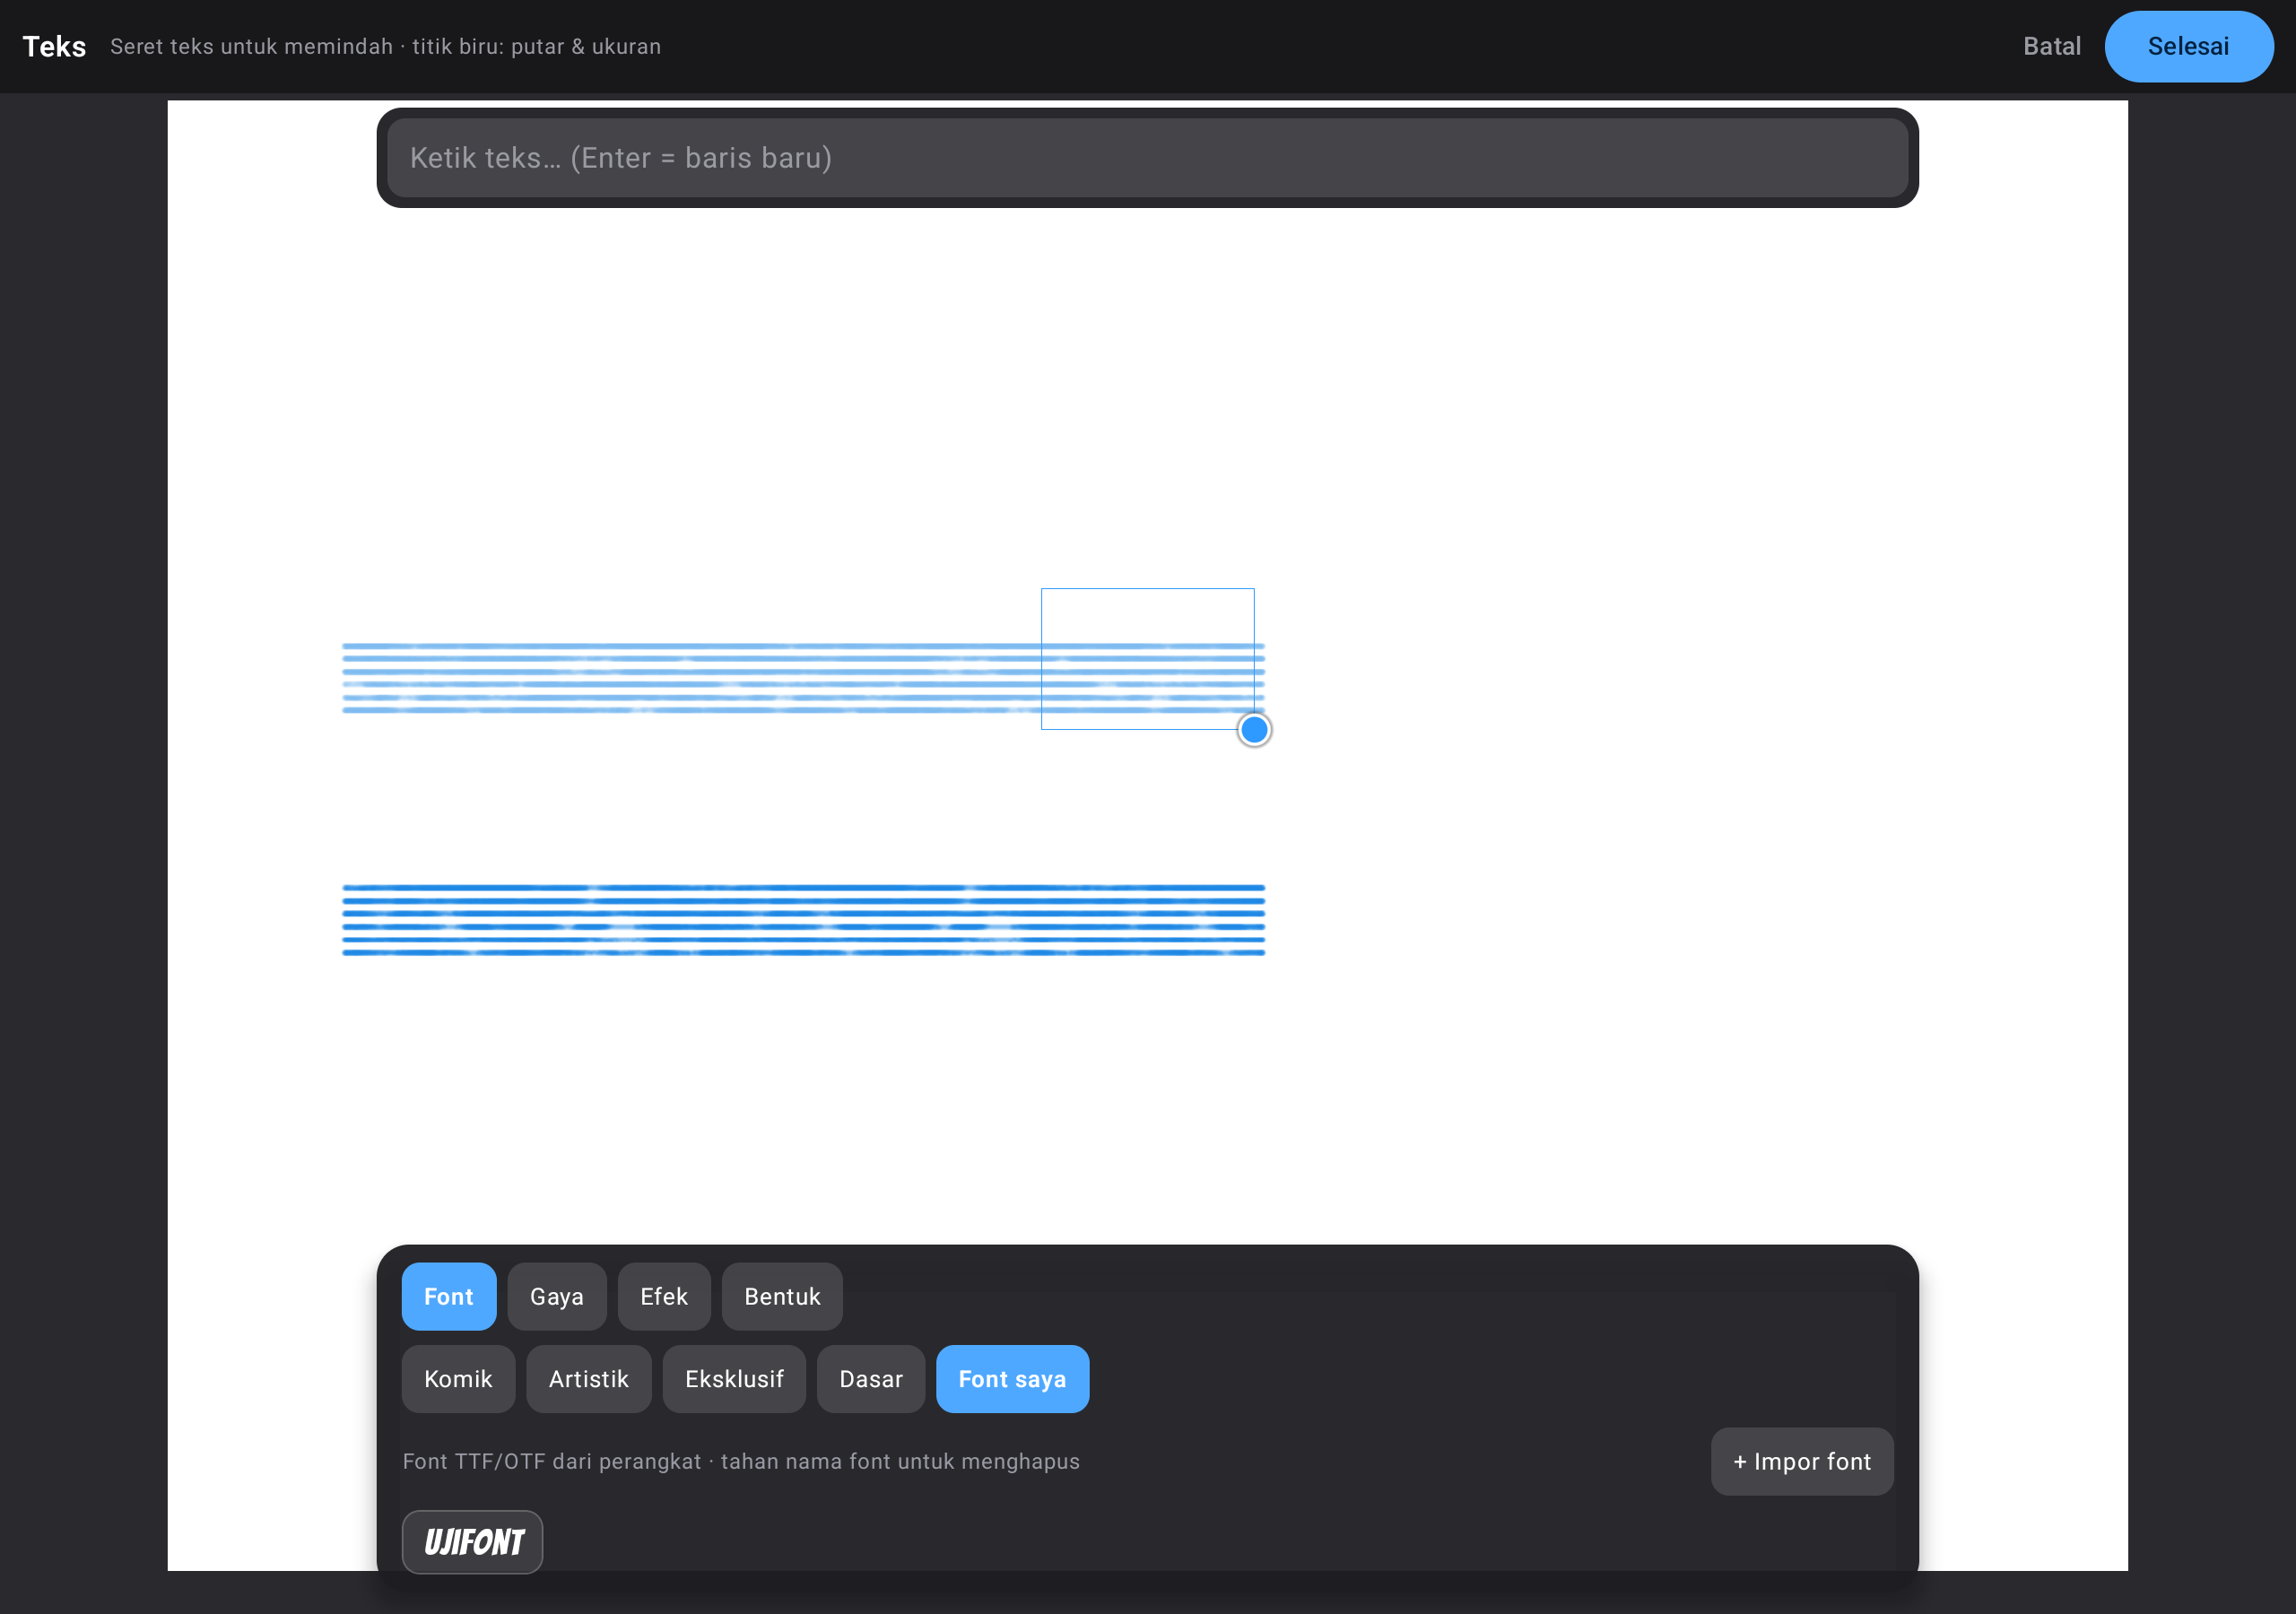 Teks Seret teks untuk memindah · titik biru: putar & ukuran Batal Selesai
Ketik teks… (Enter = baris baru)
Font Gaya Efek Bentuk
Komik Artistik Eksklusif Dasar Font saya
Font TTF/OTF dari perangkat · tahan nama font untuk menghapus + Impor font
UJIFONT